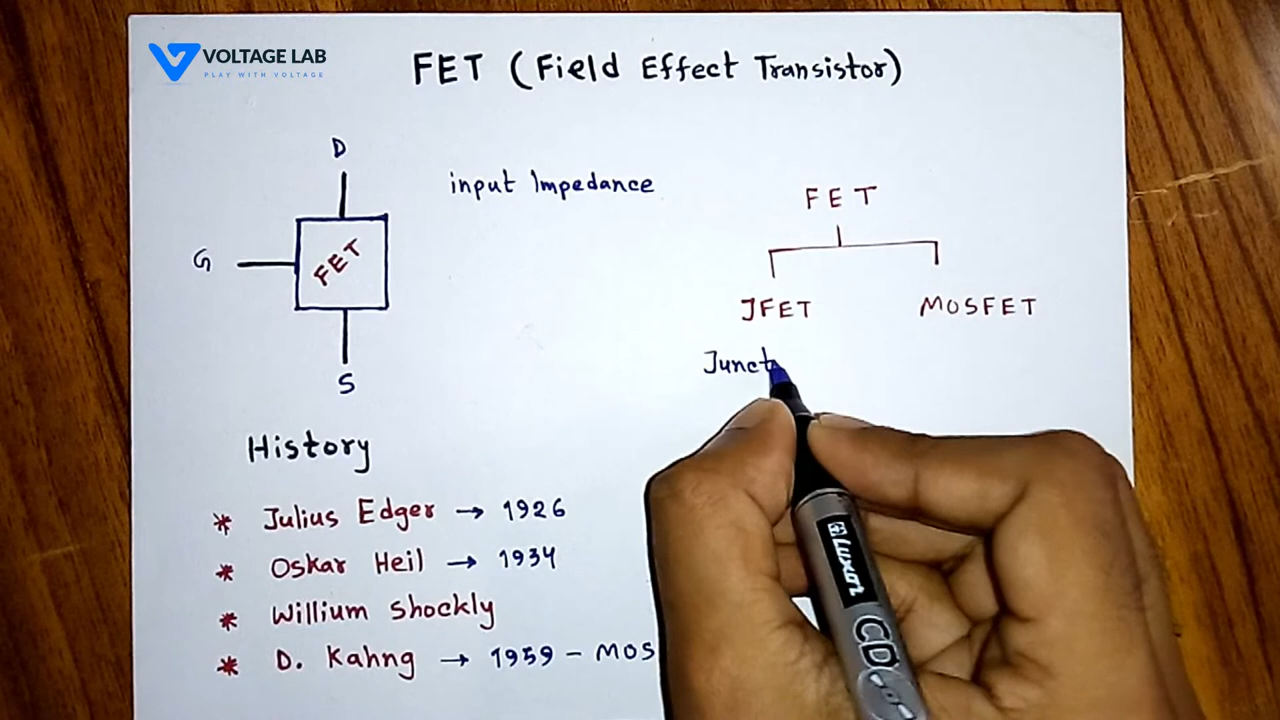 VOLTAGE LAB
PLAY WITH VOLTAGE
FET (Field Effect Transistor)
D
G
FET
S
input Impedance
FET
JFET MOSFET
Junct
History
* Julius Edger → 1926
* Oskar Heil → 1934
* Willium Shockly
* D. Kahng → 1959 - MOS
Luxor
CD